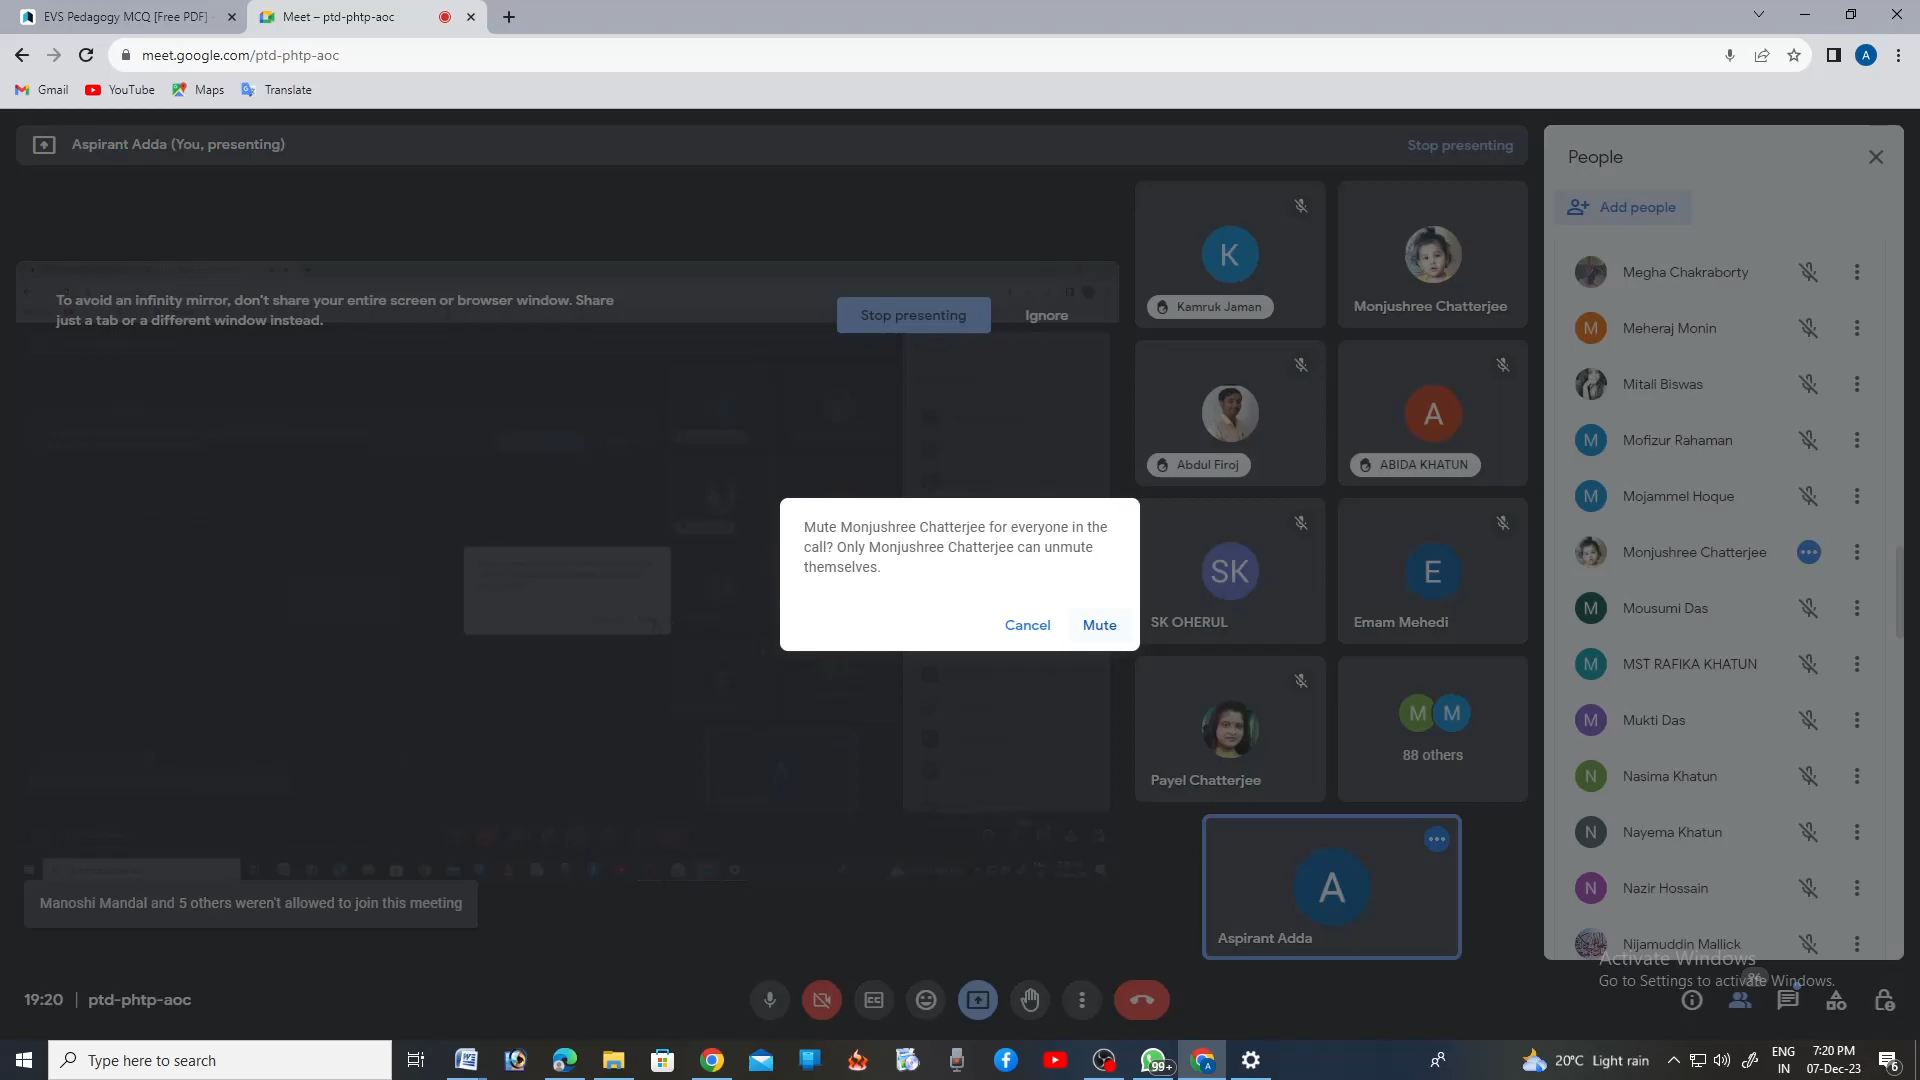 EVS Pedagogy MCQ [Free PDF]
Meet – ptd-phtp-aoc
meet.google.com/ptd-phtp-aoc
A
Gmail
YouTube
Maps
Translate
Aspirant Adda (You, presenting)
Stop presenting
To avoid an infinity mirror, don't share your entire screen or browser window. Share
just a tab or a different window instead.
Stop presenting
Ignore
K
Kamruk Jaman
Monjushree Chatterjee
Abdul Firoj
A
ABIDA KHATUN
SK
SK OHERUL
E
Emam Mehedi
Payel Chatterjee
M
M
88 others
A
Aspirant Adda
Mute Monjushree Chatterjee for everyone in the
call? Only Monjushree Chatterjee can unmute
themselves.
Cancel
Mute
People
Add people
Megha Chakraborty
M
Meheraj Monin
Mitali Biswas
M
Mofizur Rahaman
M
Mojammel Hoque
Monjushree Chatterjee
M
Mousumi Das
M
MST RAFIKA KHATUN
M
Mukti Das
N
Nasima Khatun
N
Nayema Khatun
N
Nazir Hossain
Nijamuddin Mallick
Activate Windows
Go to Settings to activate Windows.
Manoshi Mandal and 5 others weren't allowed to join this meeting
19:20 | ptd-phtp-aoc
96
Type here to search
99+
A
20°C Light rain
ENG
IN
7:20 PM
07-Dec-23
6